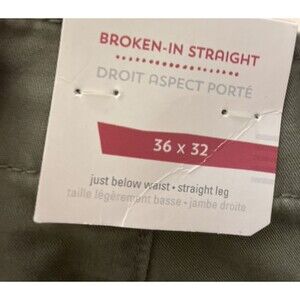 BROKEN-IN STRAIGHT
DROIT ASPECT PORTÉ
36 x 32
just below waist • straight leg
taille légèrement basse • jambe droite